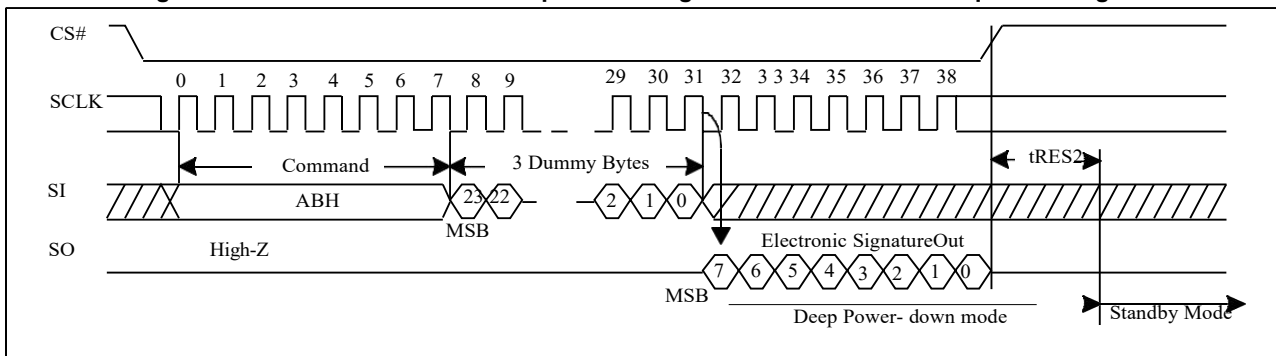 CS#
0 1 2 3 4 5 6 7 8 9 29 30 31 32 3 3 34 35 36 37 38
SCLK
Command 3 Dummy Bytes tRES2
SI ABH 23 22 2 1 0
MSB
SO High-Z Electronic SignatureOut
7 6 5 4 3 2 1 0
MSB
Deep Power- down mode Standby Mode